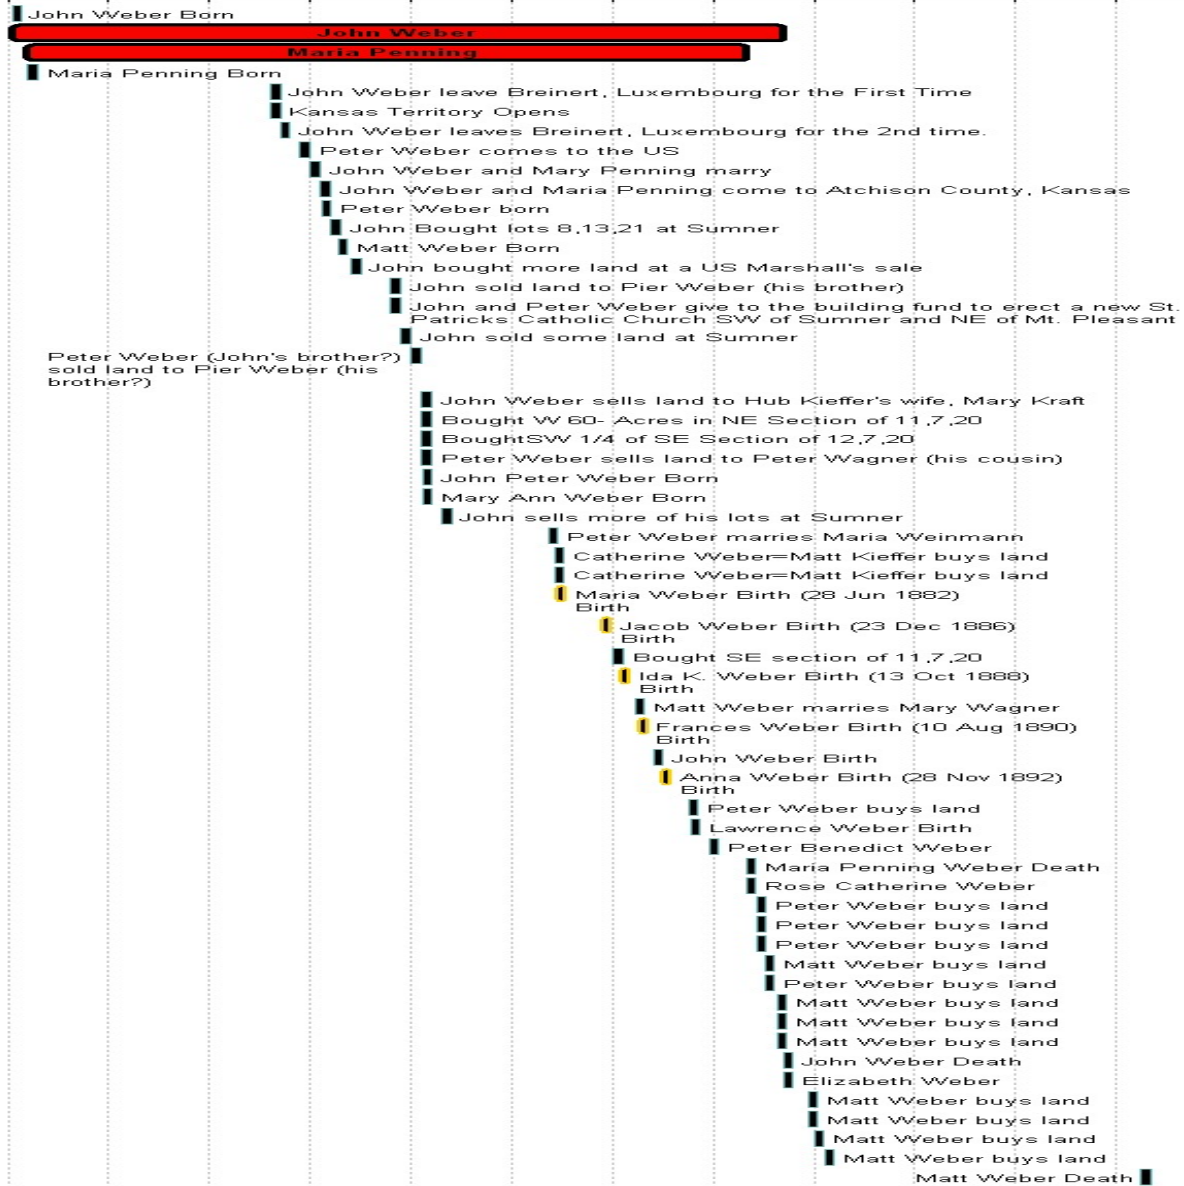 John Weber Born
John Weber
Maria Penning
Maria Penning Born
John Weber leave Breinert, Luxembourg for the First Time
Kansas Territory Opens
John Weber leaves Breinert, Luxembourg for the 2nd time.
Peter Weber comes to the US
John Weber and Mary Penning marry
John Weber and Maria Penning come to Atchison County, Kansas
Peter Weber born
John Bought lots 8,13,21 at Sumner
Matt Weber Born
John bought more land at a US Marshall's sale
John sold land to Pier Weber (his brother)
John and Peter Weber give to the building fund to erect a new St.
Patricks Catholic Church SW of Sumner and NE of Mt. Pleasant
John sold some land at Sumner
Peter Weber (John's brother?)
sold land to Pier Weber (his
brother?)
John Weber sells land to Hub Kieffer's wife, Mary Kraft
Bought W 60- Acres in NE Section of 11,7,20
BoughtSW 1/4 of SE Section of 12,7,20
Peter Weber sells land to Peter Wagner (his cousin)
John Peter Weber Born
Mary Ann Weber Born
John sells more of his lots at Sumner
Peter Weber marries Maria Weinmann
Catherine Weber=Matt Kieffer buys land
Catherine Weber=Matt Kieffer buys land
Maria Weber Birth (28 Jun 1882)
Birth
Jacob Weber Birth (23 Dec 1886)
Birth
Bought SE section of 11,7,20
Ida K. Weber Birth (13 Oct 1888)
Birth
Matt Weber marries Mary Wagner
Frances Weber Birth (10 Aug 1890)
Birth
John Weber Birth
Anna Weber Birth (28 Nov 1892)
Birth
Peter Weber buys land
Lawrence Weber Birth
Peter Benedict Weber
Maria Penning Weber Death
Rose Catherine Weber
Peter Weber buys land
Peter Weber buys land
Peter Weber buys land
Matt Weber buys land
Peter Weber buys land
Matt Weber buys land
Matt Weber buys land
Matt Weber buys land
John Weber Death
Elizabeth Weber
Matt Weber buys land
Matt Weber buys land
Matt Weber buys land
Matt Weber buys land
Matt Weber Death